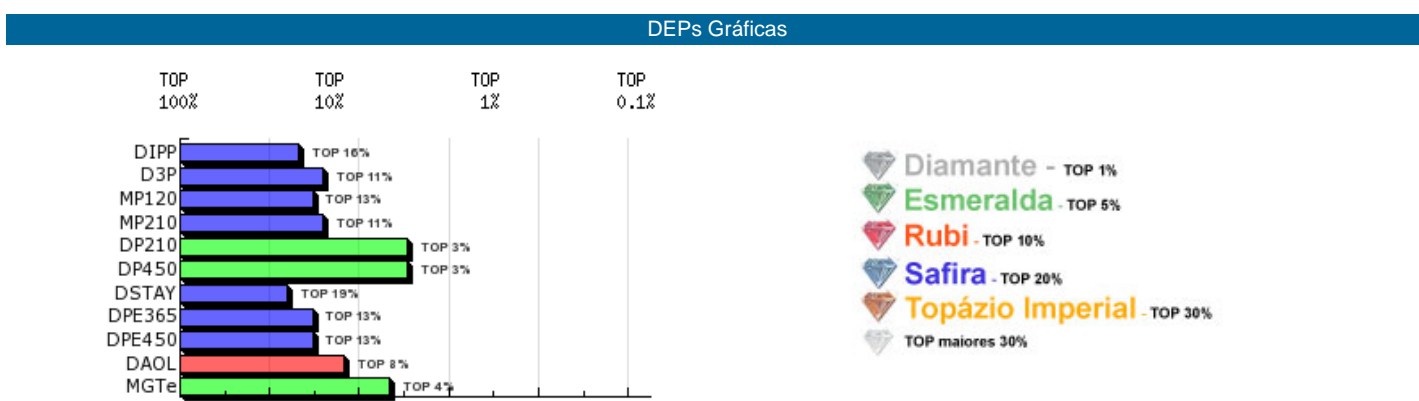 DEPs Gráficas
TOP 100%
TOP 10%
TOP 1%
TOP 0.1%
DIPP TOP 16%
D3P TOP 11%
MP120 TOP 13%
MP210 TOP 11%
DP210 TOP 3%
DP450 TOP 3%
DSTAY TOP 19%
DPE365 TOP 13%
DPE450 TOP 13%
DAOL TOP 8%
MGTe TOP 4%
Diamante - TOP 1%
Esmeralda - TOP 5%
Rubi - TOP 10%
Safira - TOP 20%
Topázio Imperial - TOP 30%
TOP maiores 30%